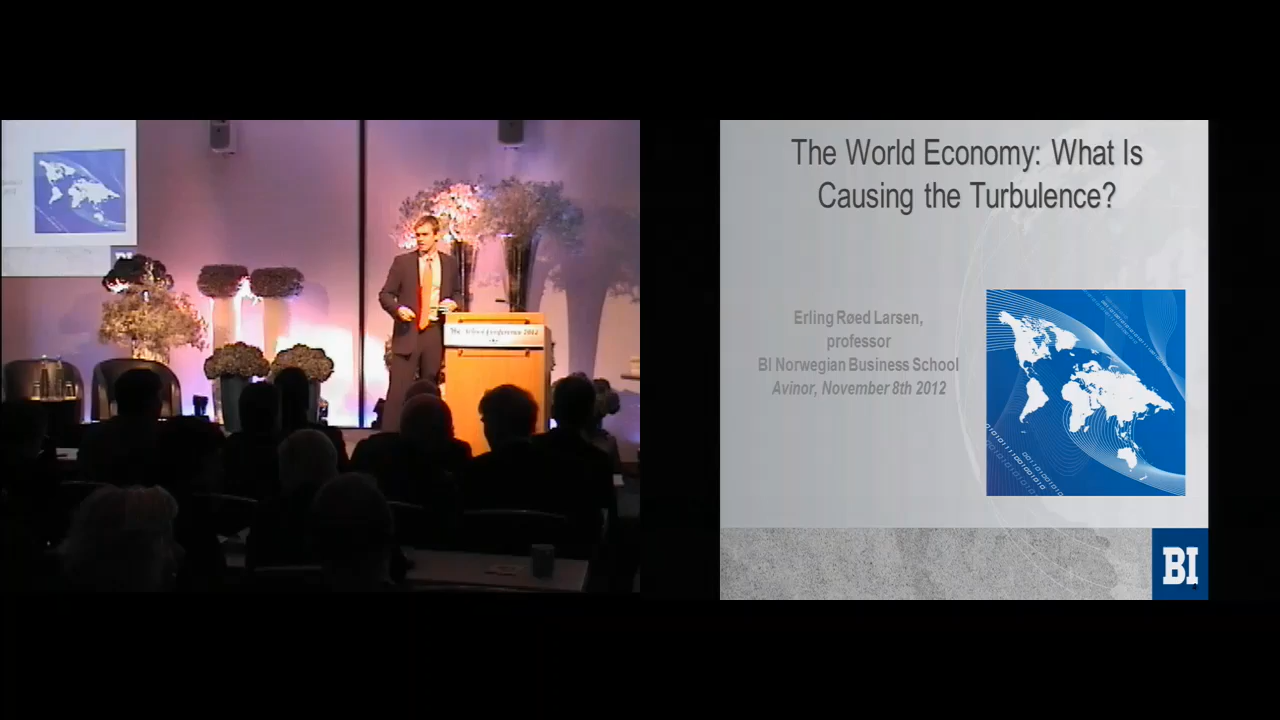 The World Economy: What Is
Causing the Turbulence?
Erling Røed Larsen,
professor
BI Norwegian Business School
Avinor, November 8th 2012
BI